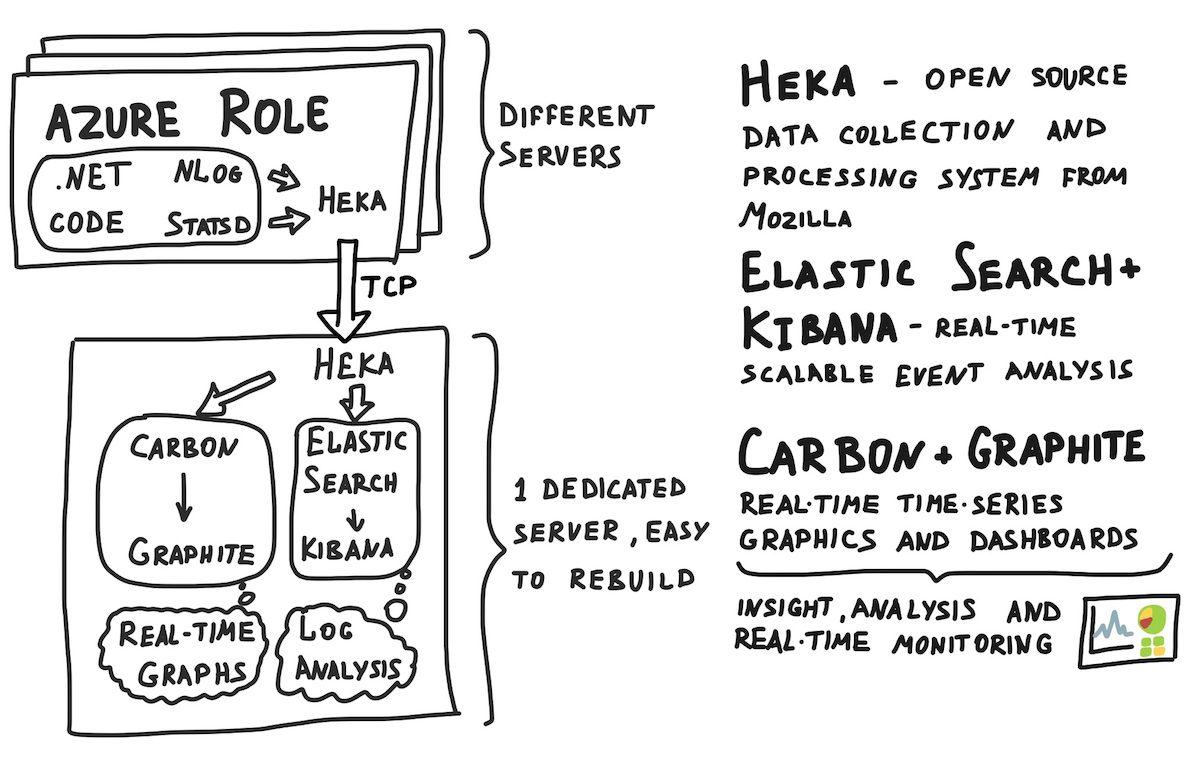 AZURE ROLE
.NET NLOG
CODE STATSD
HEKA
DIFFERENT
SERVERS
TCP
HEKA
CARBON
GRAPHITE
ELASTIC
SEARCH
KIBANA
REAL-TIME
GRAPHS
LOG
ANALYSIS
1 DEDICATED
SERVER, EASY
TO REBUILD
HEKA - OPEN SOURCE
DATA COLLECTION AND
PROCESSING SYSTEM FROM
MOZILLA
ELASTIC SEARCH +
KIBANA - REAL-TIME
SCALABLE EVENT ANALYSIS
CARBON + GRAPHITE
REAL-TIME TIME-SERIES
GRAPHICS AND DASHBOARDS
INSIGHT, ANALYSIS AND
REAL-TIME MONITORING